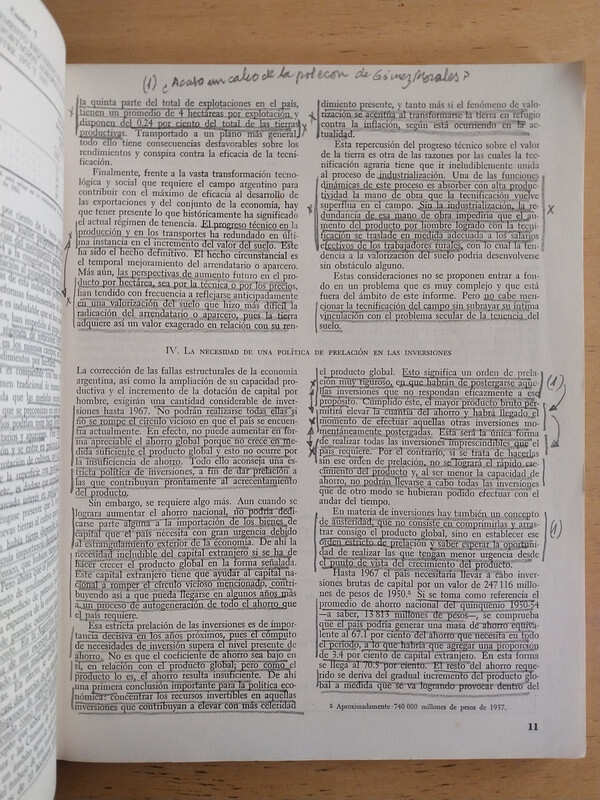 (1) ¿Acaso un calco de la
de Gómez Morales?
la quinta parte del total de explotaciones en el país,
tienen un promedio de 4 hectáreas por explotación y
disponen del 0.24 por ciento del total de las tierras
productivas. Transportado a un plano más general,
todo ello tiene consecuencias desfavorables sobre los
rendimientos y conspira contra la eficacia de la tecni-
ficación.
Finalmente, frente a la vasta transformación tecno-
lógica y social que requiere el campo argentino para
contribuir con el máximo de eficacia al desarrollo de
las exportaciones y del conjunto de la economía, hay
que tener presente lo que históricamente ha significado
el actual régimen de tenencia. El progreso técnico en la
producción y en los transportes ha redundado en últi-
ma instancia en el incremento del valor del suelo. Este
ha sido el hecho definitivo. El hecho circunstancial es
el temporal mejoramiento del arrendatario o aparcero.
Más aún, las perspectivas de aumento futuro en el pro-
ducto por hectárea, sea por la técnica o por los precios,
han tendido con frecuencia a reflejarse anticipadamente
en una valorización del suelo que hizo más difícil la
radicación del arrendatario o aparcero, pues la tierra
adquiere así un valor exagerado en relación con su ren-
dimiento presente, y tanto más si el fenómeno de valo-
rización se acentúa al transformarse la tierra en refugio
contra la inflación, según está ocurriendo en la ac-
tualidad.
Esta repercusión del progreso técnico sobre el valor
de la tierra es otra de las razones por las cuales la tec-
nificación agraria tiene que ir ineludiblemente unida
al proceso de industrialización. Una de las funciones
dinámicas de este proceso es absorber con alta produc-
tividad la mano de obra que la tecnificación vuelve
superflua en el campo. Sin la industrialización, la re-
dundancia de esa mano de obra impediría que el au-
mento del producto por hombre logrado con la tecni-
ficación se traslade en medida adecuada a los salarios
efectivos de los trabajadores rurales, con lo cual la ten-
dencia a la valorización del suelo podría desenvolverse
sin obstáculo alguno.
Estas consideraciones no se proponen entrar a fon-
do en un problema que es muy complejo y que está
fuera del ámbito de este informe. Pero no cabe men-
cionar la tecnificación del campo sin subrayar su íntima
vinculación con el problema secular de la tenencia del
suelo.
IV. La necesidad de una política de prelación en las inversiones
La corrección de las fallas estructurales de la economía
argentina, así como la ampliación de su capacidad pro-
ductiva y el incremento de la dotación de capital por
hombre, exigirán una cantidad considerable de inver-
siones hasta 1967. No podrán realizarse todas ellas si
no se rompe el círculo vicioso en que el país se encuen-
tra actualmente. En efecto, no puede aumentar en for-
ma apreciable el ahorro global porque no crece en me-
dida suficiente el producto global y esto no ocurre por
la insuficiencia de ahorro. Todo ello aconseja una es-
tricta política de inversiones, a fin de dar prelación a
las que contribuyan prontamente al acrecentamiento
del producto.
Sin embargo, se requiere algo más. Aun cuando se
lograra aumentar el ahorro nacional, no podría dedi-
carse parte alguna a la importación de los bienes de
capital que el país necesita con gran urgencia debido
al estrangulamiento exterior de la economía. De ahí la
necesidad ineludible del capital extranjero si se ha de
hacer crecer el producto global en la forma señalada.
Este capital extranjero tiene que ayudar al capital na-
cional a romper el círculo vicioso mencionado, contri-
buyendo así a que pueda llegarse en algunos años más
a un proceso de autogeneración de todo el ahorro que
el país requiere.
Esa estricta prelación de las inversiones es de im-
portancia decisiva en los años próximos, pues el cómputo
de necesidades de inversión supera el nivel presente de
ahorro. No es que el coeficiente de ahorro sea bajo en
sí, en relación con el producto global; pero como el
producto lo es, el ahorro resulta insuficiente. De ahí
una primera conclusión importante para la política eco-
nómica: concentrar los recursos invertibles en aquellas
inversiones que contribuyan a elevar con más celeridad
el producto global. Esto significa un orden de prela-
ción muy riguroso, en que habrán de postergarse aque-
llas inversiones que no respondan eficazmente a ese
propósito. Cumplido éste, el mayor producto bruto per-
mitirá elevar la cuantía del ahorro y habrá llegado el
momento de efectuar aquellas otras inversiones mo-
mentáneamente postergadas. Esta será la única forma
de realizar todas las inversiones imprescindibles que el
país requiere. Por el contrario, si se trata de hacerlas
sin ese orden de prelación, no se logrará el rápido cre-
cimiento del producto y, al ser menor la capacidad de
ahorro, no podrán llevarse a cabo todas las inversiones
que de otro modo se hubieran podido efectuar con el
andar del tiempo.
En materia de inversiones hay también un concepto
de austeridad, que no consiste en comprimirlas y arras-
trar consigo el producto global, sino en establecer ese
orden estricto de prelación y saber esperar la oportuni-
dad de realizar las que tengan menor urgencia desde
el punto de vista del crecimiento del producto.
Hasta 1967 el país necesitaría llevar a cabo inver-
siones brutas de capital por un valor de 247 116 millo-
nes de pesos de 1950.² Si se toma como referencia el
promedio de ahorro nacional del quinquenio 1950-54
—a saber, 13 813 millones de pesos—, se comprueba
que el país podría generar una masa de ahorro equiva-
lente al 67.1 por ciento del ahorro que necesita en todo
el período, a lo que habría que agregar una proporción
de 3.4 por ciento de capital extranjero. En esta forma
se llega al 70.5 por ciento. El resto del ahorro reque-
rido se deriva del gradual incremento del producto glo-
bal a medida que se va logrando provocar dentro del
(1)
(1)
² Aproximadamente 740 000 millones de pesos de 1957.
11